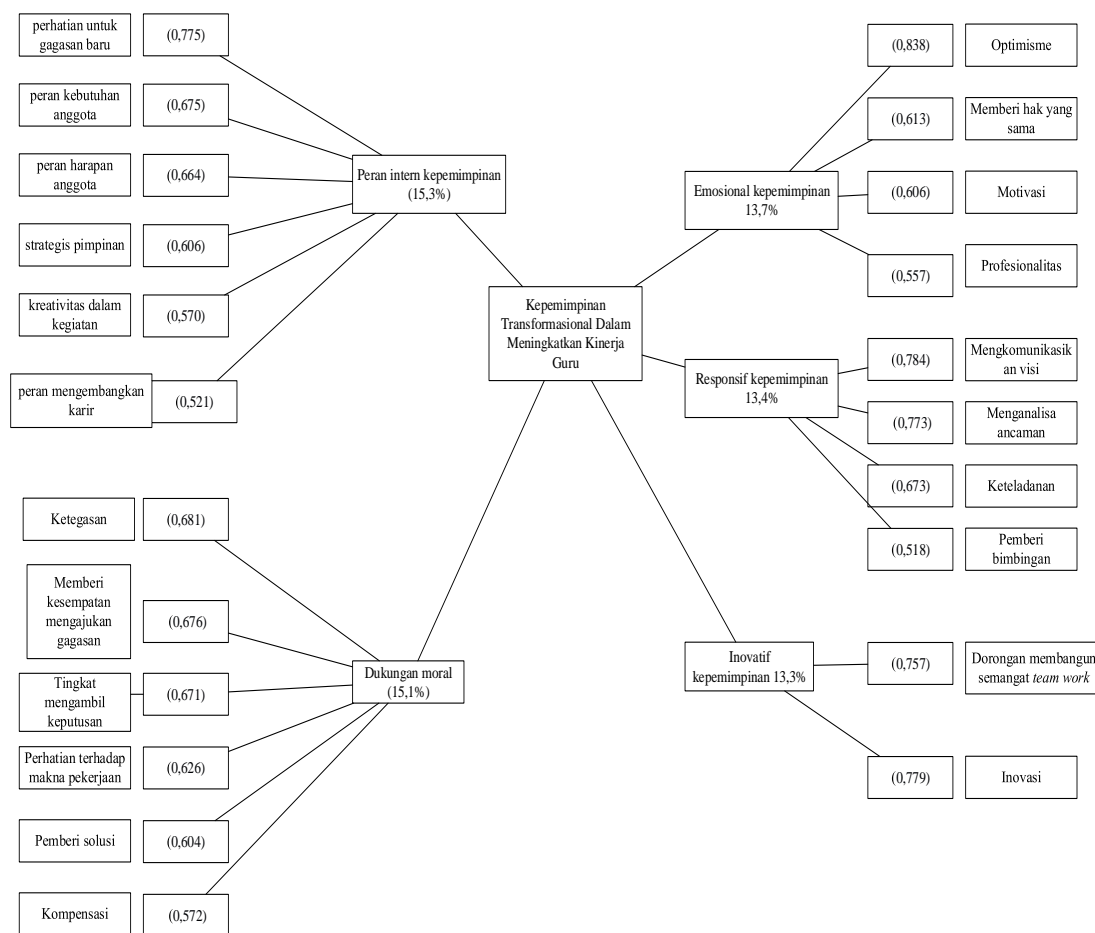 perhatian untuk
gagasan baru
(0,775)
peran kebutuhan
anggota
(0,675)
peran harapan
anggota
(0,664)
strategis pimpinan
(0,606)
kreativitas dalam
kegiatan
(0,570)
peran mengembangkan
karir
(0,521)
Peran intern kepemimpinan
(15,3%)
Kepemimpinan
Transformasional Dalam
Meningkatkan Kinerja
Guru
Emosional kepemimpinan
13,7%
(0,838)
Optimisme
(0,613)
Memberi hak yang
sama
(0,606)
Motivasi
(0,557)
Profesionalitas
Responsif kepemimpinan
13,4%
(0,784)
Mengkomunikasik
an visi
(0,773)
Menganalisa
ancaman
(0,673)
Keteladanan
(0,518)
Pemberi
bimbingan
Ketegasan
(0,681)
Memberi
kesempatan
mengajukan
gagasan
(0,676)
Tingkat
mengambil
keputusan
(0,671)
Perhatian terhadap
makna pekerjaan
(0,626)
Pemberi solusi
(0,604)
Kompensasi
(0,572)
Dukungan moral
(15,1%)
Inovatif
kepemimpinan 13,3%
(0,757)
Dorongan membangun
semangat team work
(0,779)
Inovasi